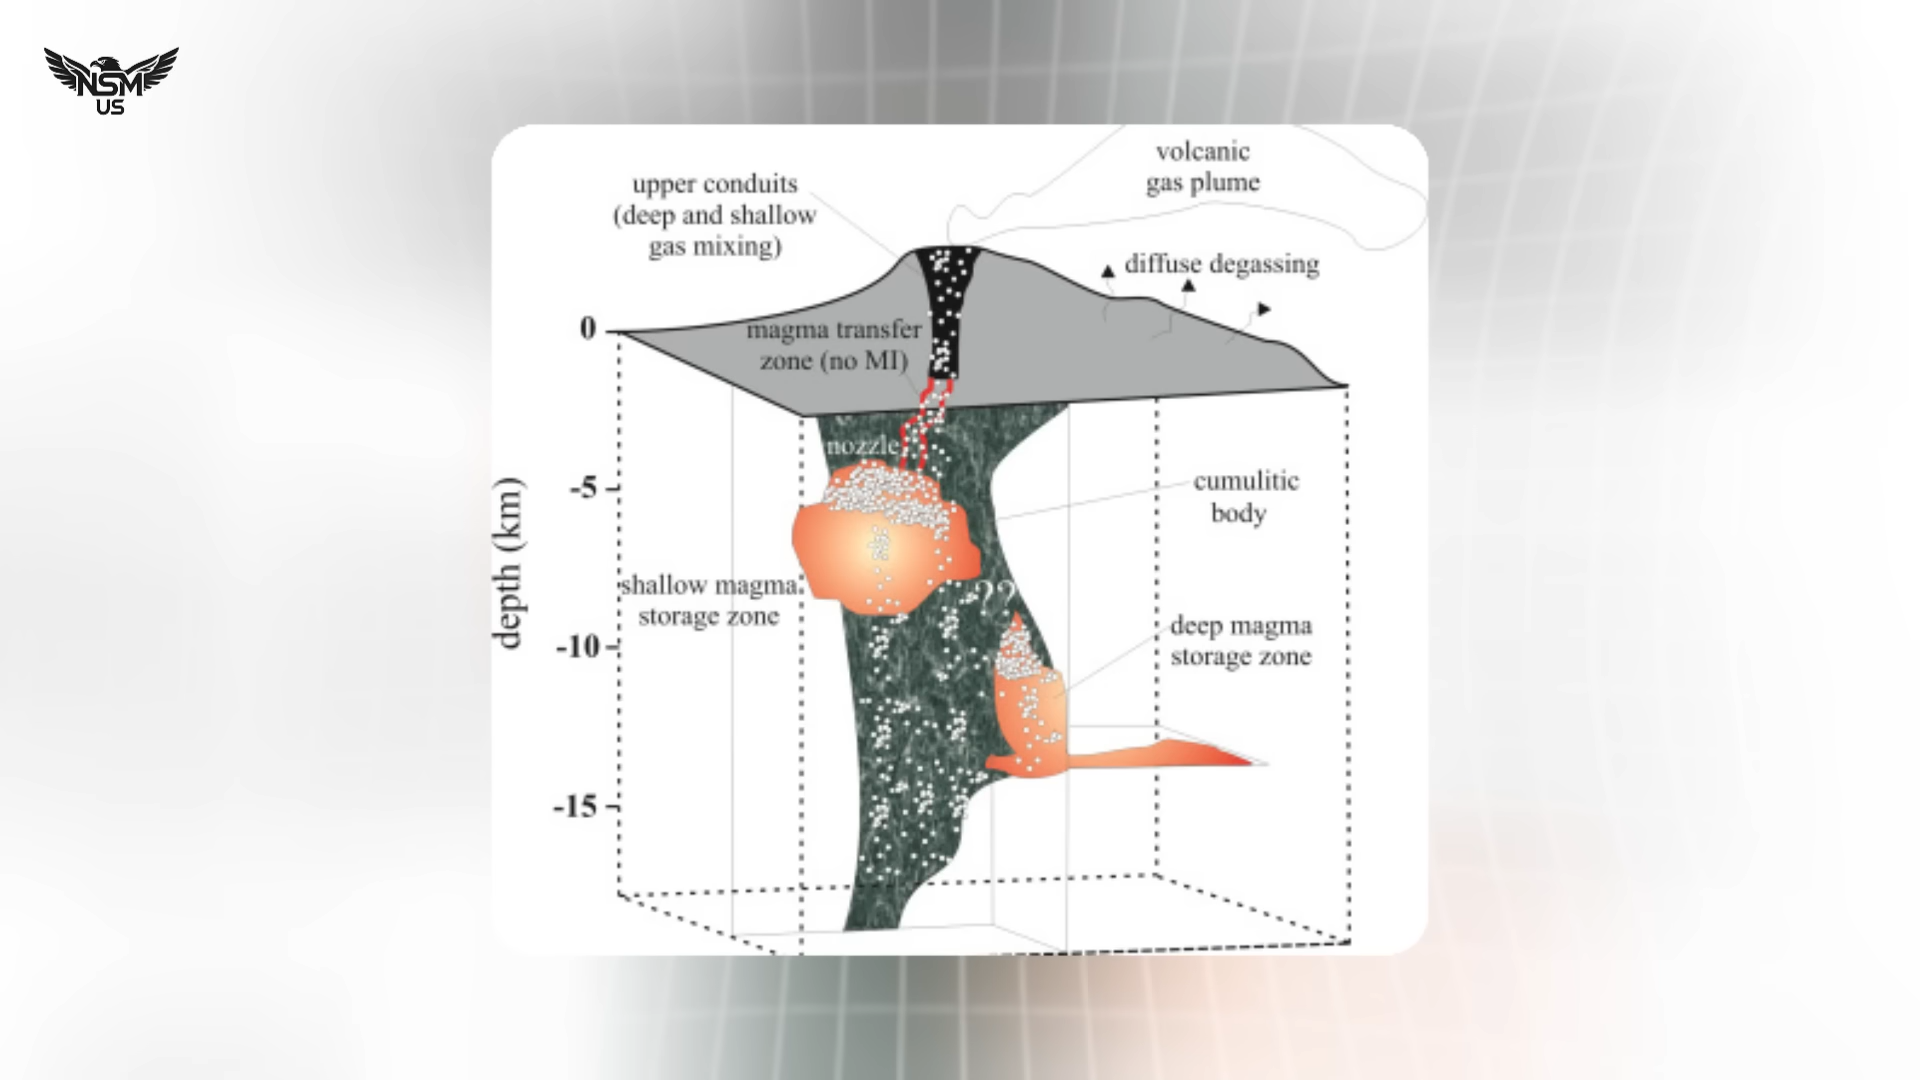 NSM
US
volcanic
gas plume
upper conduits
(deep and shallow
gas mixing)
diffuse degassing
0
magma transfer
zone (no MI)
nozzle
-5
cumulitic
body
depth (km)
??
shallow magma
storage zone
-10
deep magma
storage zone
-15